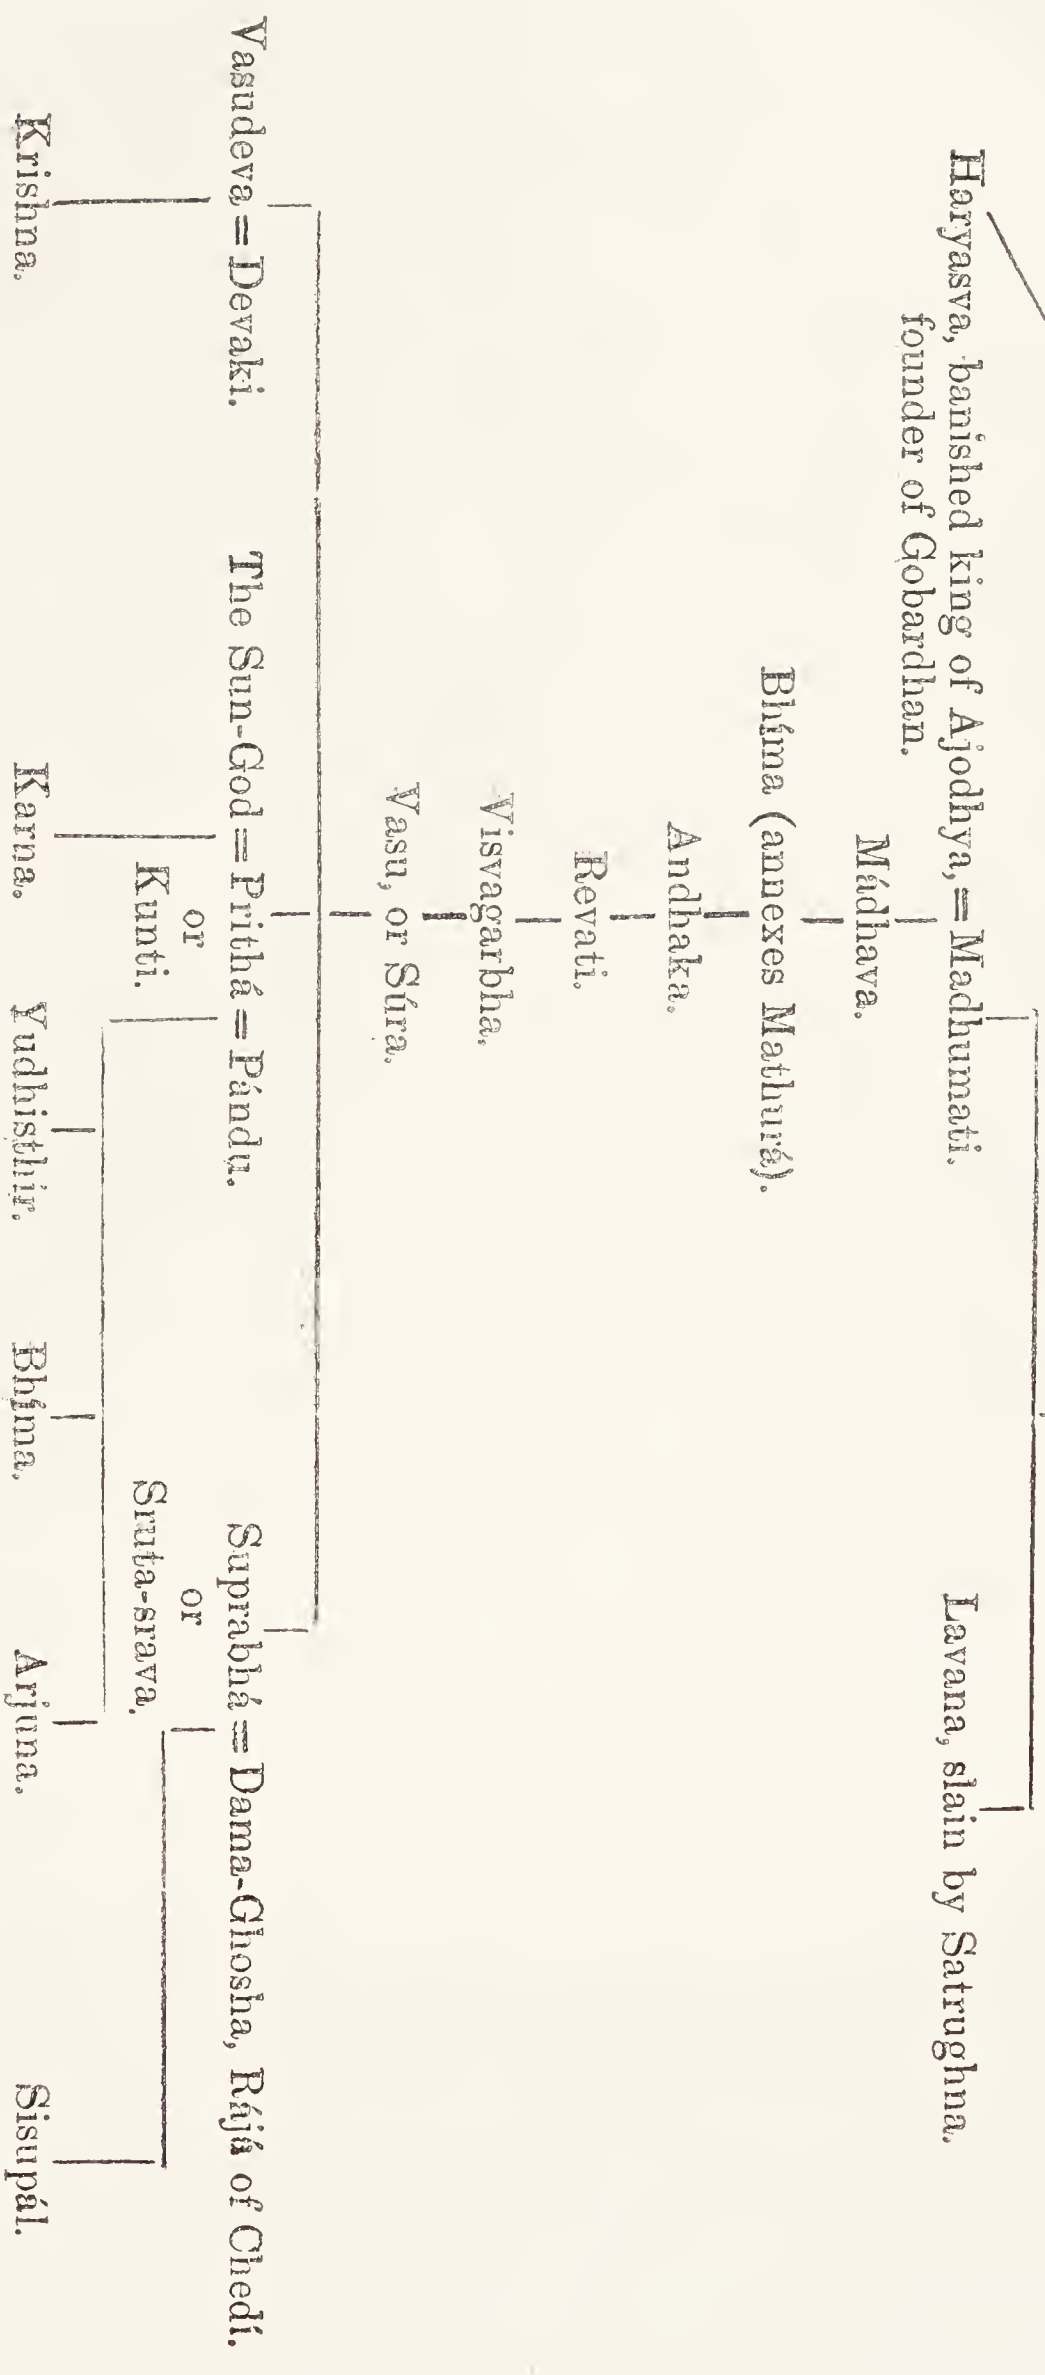 Haryasva, banished king of Ajodhya, = Madhumati. Lavana, slain by Satrughna.
founder of Gobardhan.
Mádhava.
Bhíma (annexes Mathurá).
Andhaka.
Revati.
Visvagarbha.
Vasu, or Súra.
Vasudeva = Devaki. The Sun-God = Prithá = Pándu. Suprabhá = Dama-Ghosha, Rájá of Chedi.
or or
Kunti. Sruta-srava.
Krishna. Karna. Yudhisthir. Bhíma. Arjuna. Sisupál.